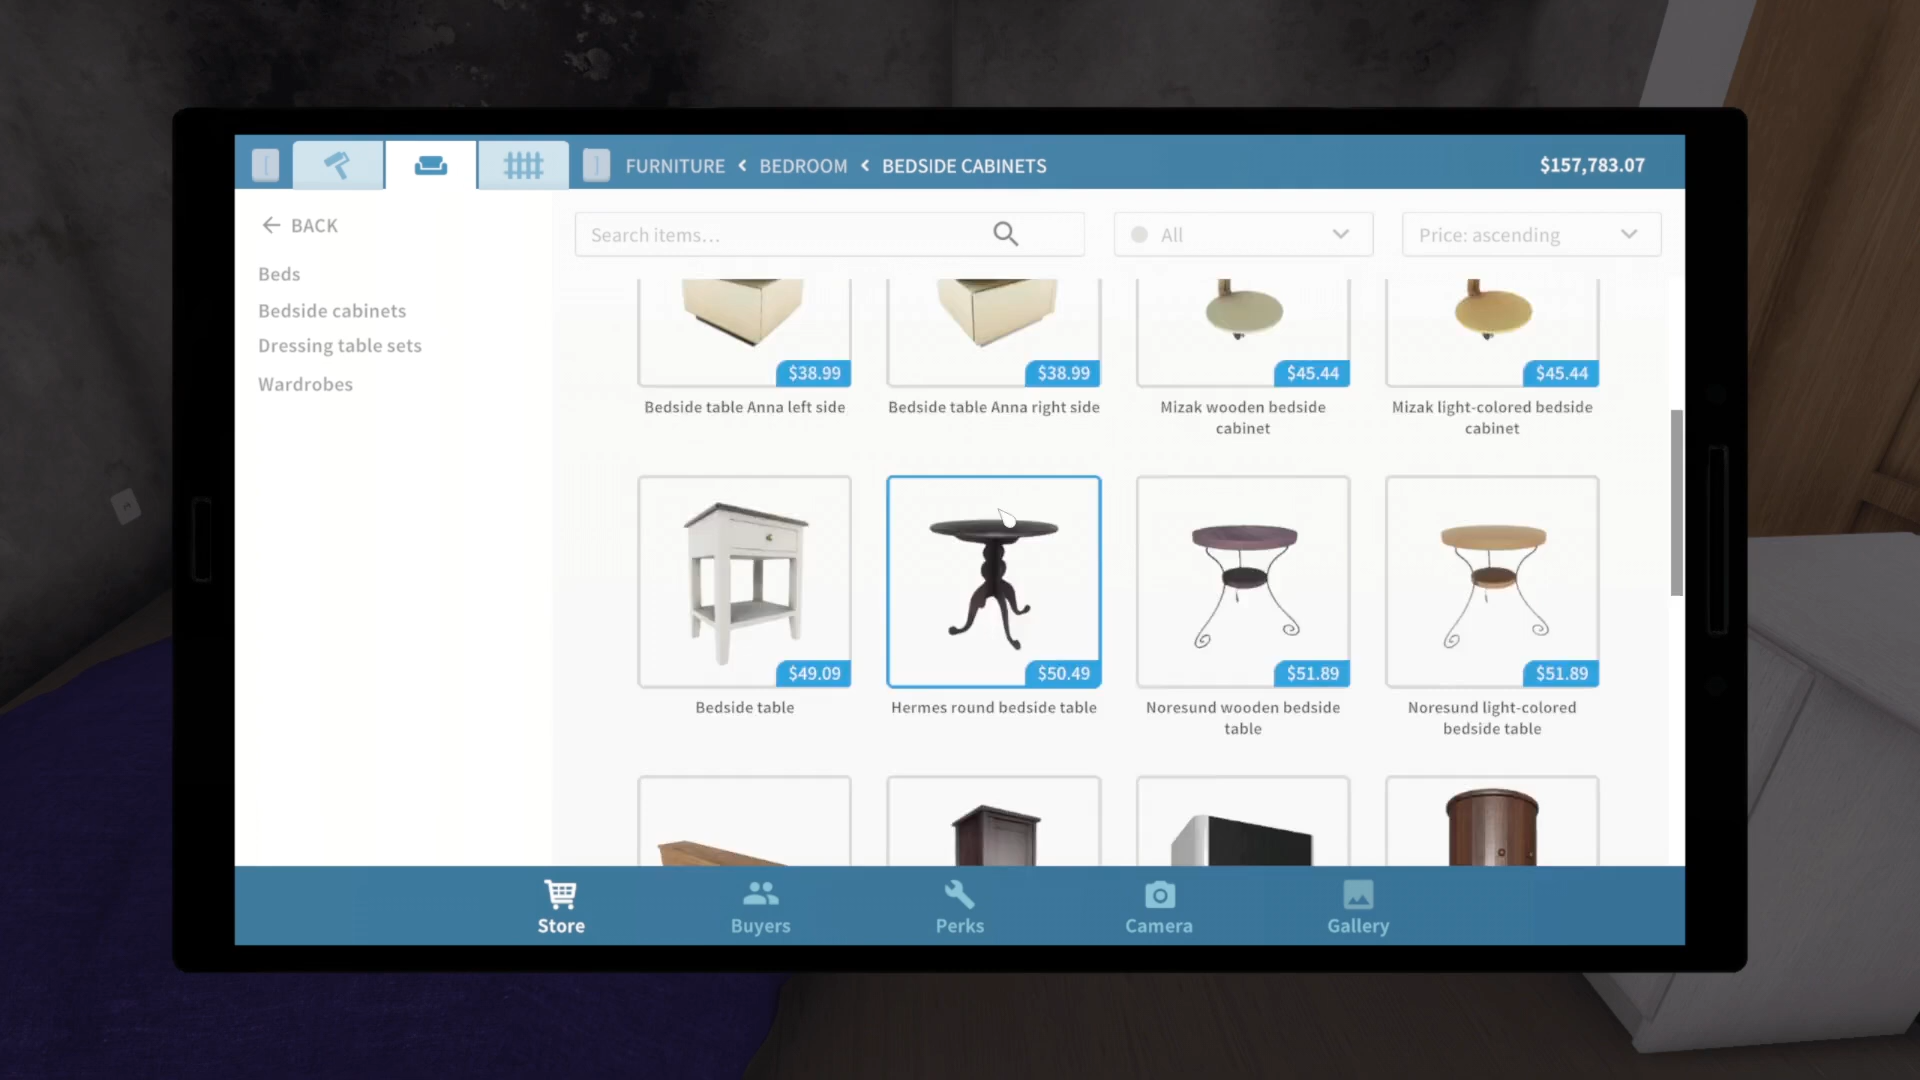 [
]
FURNITURE < BEDROOM < BEDSIDE CABINETS
$157,783.07
BACK
Beds
Bedside cabinets
Dressing table sets
Wardrobes
Search items...
All
Price: ascending
$38.99
$38.99
$45.44
$45.44
Bedside table Anna left side
Bedside table Anna right side
Mizak wooden bedside
cabinet
Mizak light-colored bedside
cabinet
$49.09
$50.49
$51.89
$51.89
Bedside table
Hermes round bedside table
Noresund wooden bedside
table
Noresund light-colored
bedside table
Store
Buyers
Perks
Camera
Gallery